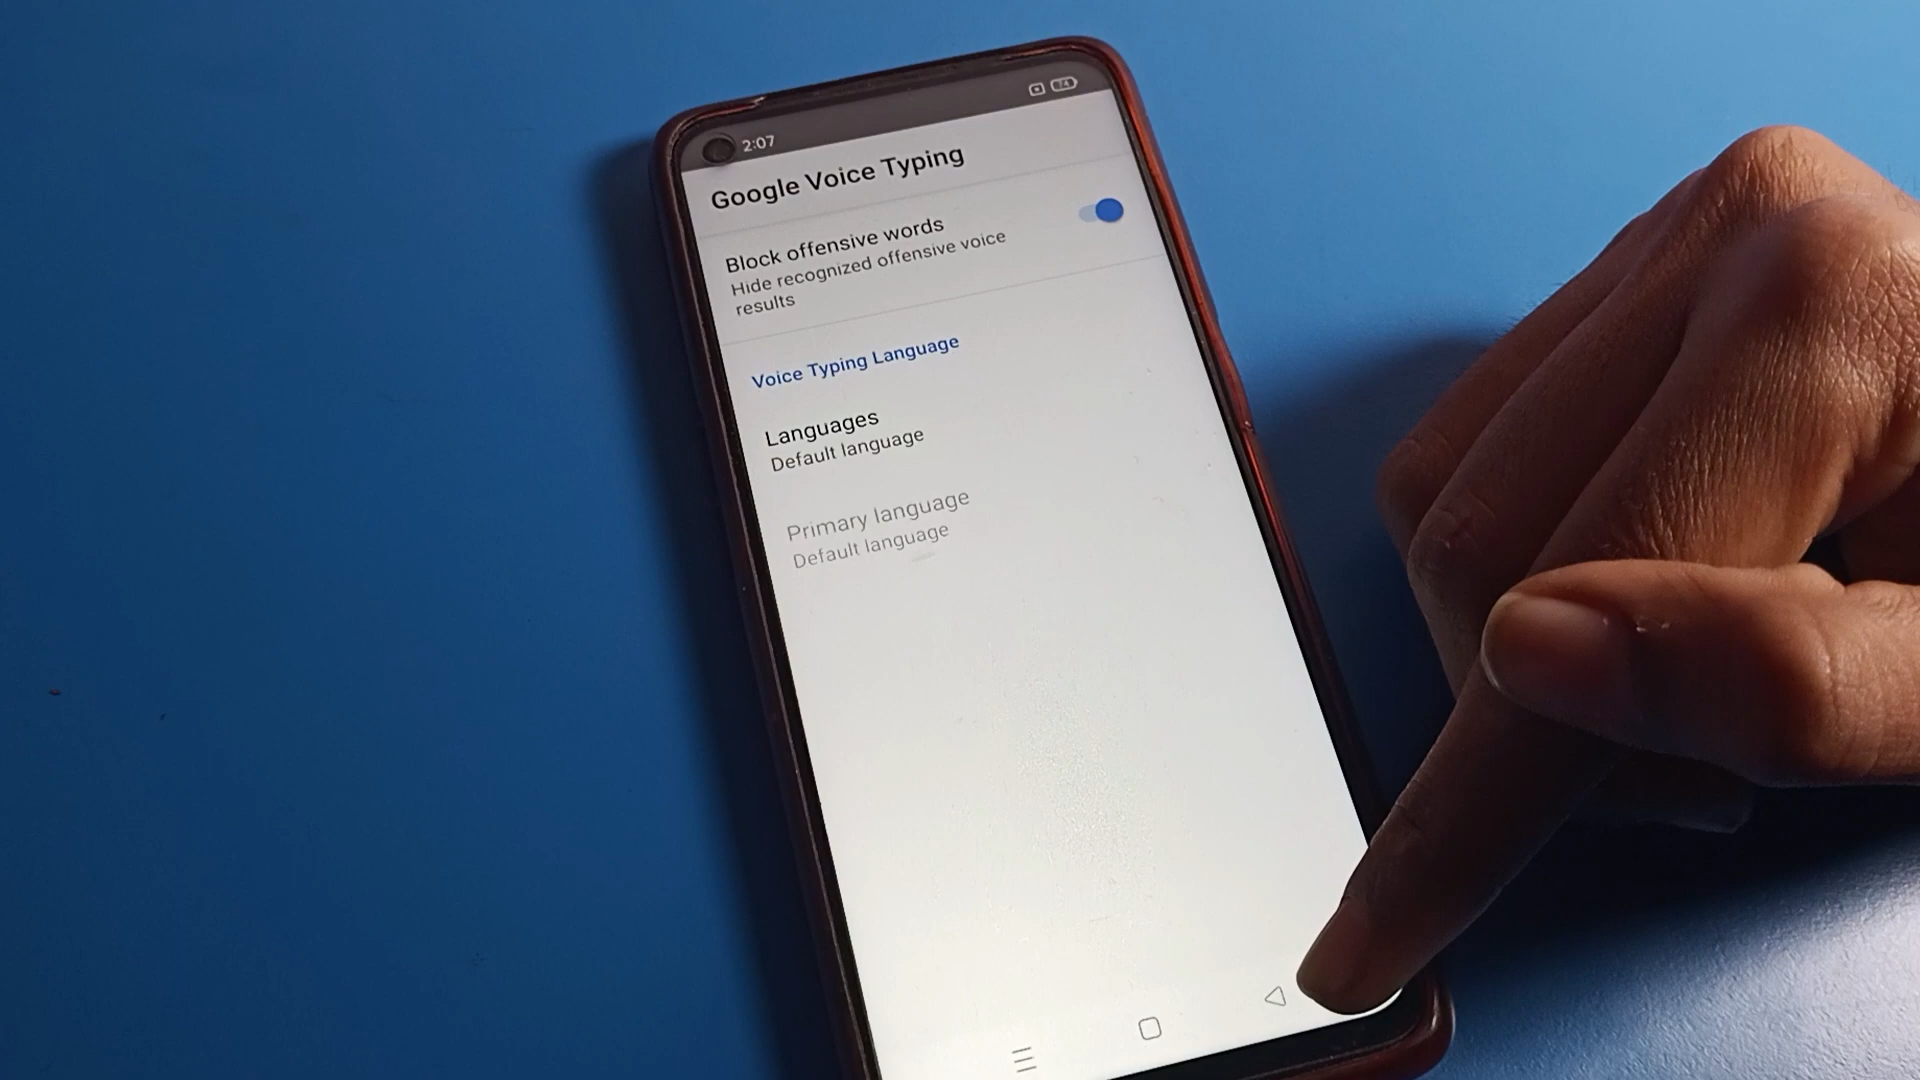 2:07
74
Google Voice Typing
Block offensive words
Hide recognized offensive voice
results
Voice Typing Language
Languages
Default language
Primary language
Default language